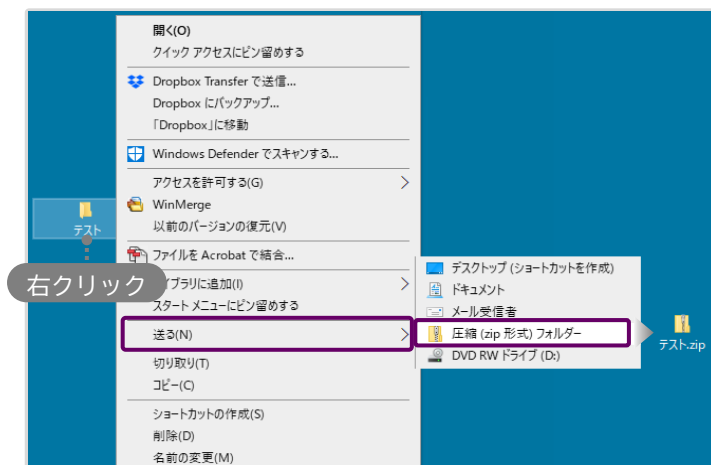 開く(O)
クイック アクセスにピン留めする
Dropbox Transfer で送信...
Dropbox にバックアップ...
「Dropbox」に移動
Windows Defender でスキャンする...
アクセスを許可する(G)
WinMerge
以前のバージョンの復元(V)
テスト
ファイルを Acrobat で結合...
右クリック
イブラリに追加(I)
スタート メニューにピン留めする
送る(N)
デスクトップ (ショートカットを作成)
ドキュメント
メール受信者
圧縮 (zip 形式) フォルダー
DVD RW ドライブ (D:)
テスト.zip
切り取り(T)
コピー(C)
ショートカットの作成(S)
削除(D)
名前の変更(M)